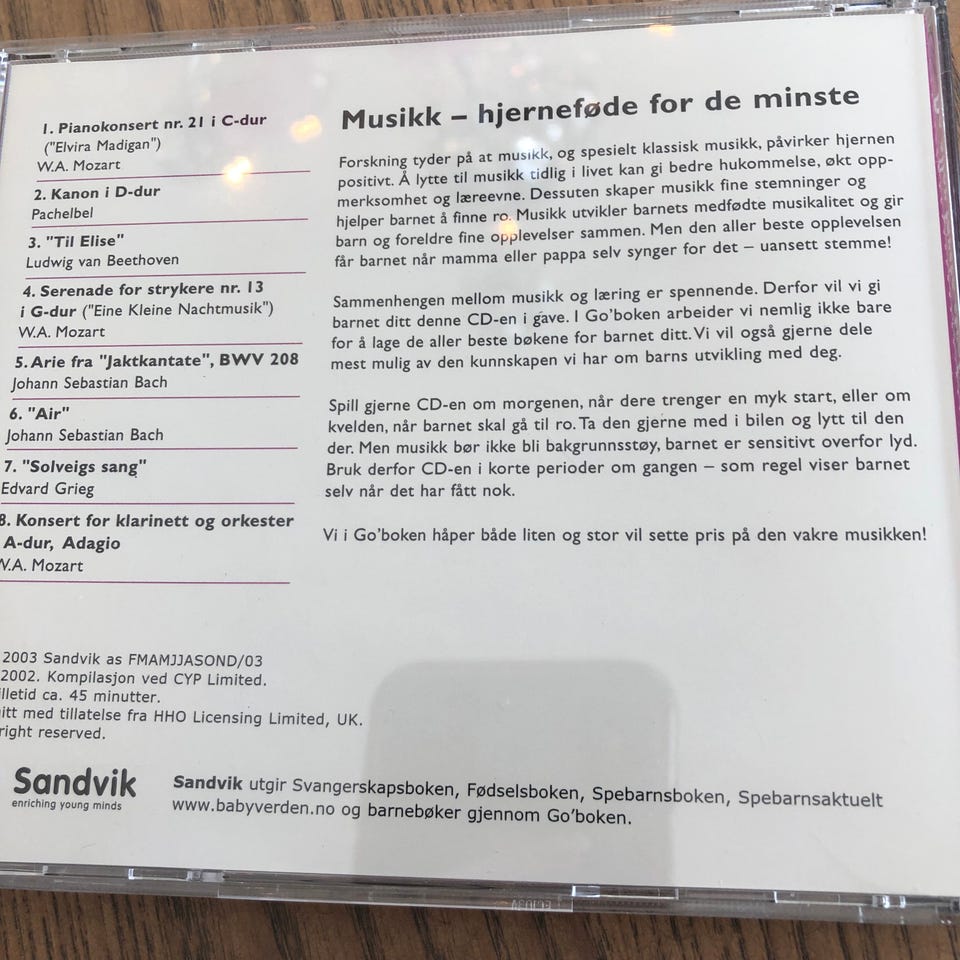 1. Pianokonsert nr. 21 i C-dur
("Elvira Madigan")
W.A. Mozart
2. Kanon i D-dur
Pachelbel
3. "Til Elise"
Ludwig van Beethoven
4. Serenade for strykere nr. 13
i G-dur ("Eine Kleine Nachtmusik")
W.A. Mozart
5. Arie fra "Jaktkantate", BWV 208
Johann Sebastian Bach
6. "Air"
Johann Sebastian Bach
7. "Solveigs sang"
Edvard Grieg
8. Konsert for klarinett og orkester
A-dur, Adagio
W.A. Mozart
Musikk – hjerneføde for de minste
Forskning tyder på at musikk, og spesielt klassisk musikk, påvirker hjernen
positivt. Å lytte til musikk tidlig i livet kan gi bedre hukommelse, økt opp-
merksomhet og læreevne. Dessuten skaper musikk fine stemninger og
hjelper barnet å finne ro. Musikk utvikler barnets medfødte musikalitet og gir
barn og foreldre fine opplevelser sammen. Men den aller beste opplevelsen
får barnet når mamma eller pappa selv synger for det – uansett stemme!
Sammenhengen mellom musikk og læring er spennende. Derfor vil vi gi
barnet ditt denne CD-en i gave. I Go'boken arbeider vi nemlig ikke bare
for å lage de aller beste bøkene for barnet ditt. Vi vil også gjerne dele
mest mulig av den kunnskapen vi har om barns utvikling med deg.
Spill gjerne CD-en om morgenen, når dere trenger en myk start, eller om
kvelden, når barnet skal gå til ro. Ta den gjerne med i bilen og lytt til den
der. Men musikk bør ikke bli bakgrunnsstøy, barnet er sensitivt overfor lyd.
Bruk derfor CD-en i korte perioder om gangen – som regel viser barnet
selv når det har fått nok.
Vi i Go'boken håper både liten og stor vil sette pris på den vakre musikken!
2003 Sandvik as FMAMJJASOND/03
2002. Kompilasjon ved CYP Limited.
illetid ca. 45 minutter.
itt med tillatelse fra HHO Licensing Limited, UK.
right reserved.
Sandvik
enriching young minds
Sandvik utgir Svangerskapsboken, Fødselsboken, Spebarnsboken, Spebarnsaktuelt
www.babyverden.no og barnebøker gjennom Go'boken.